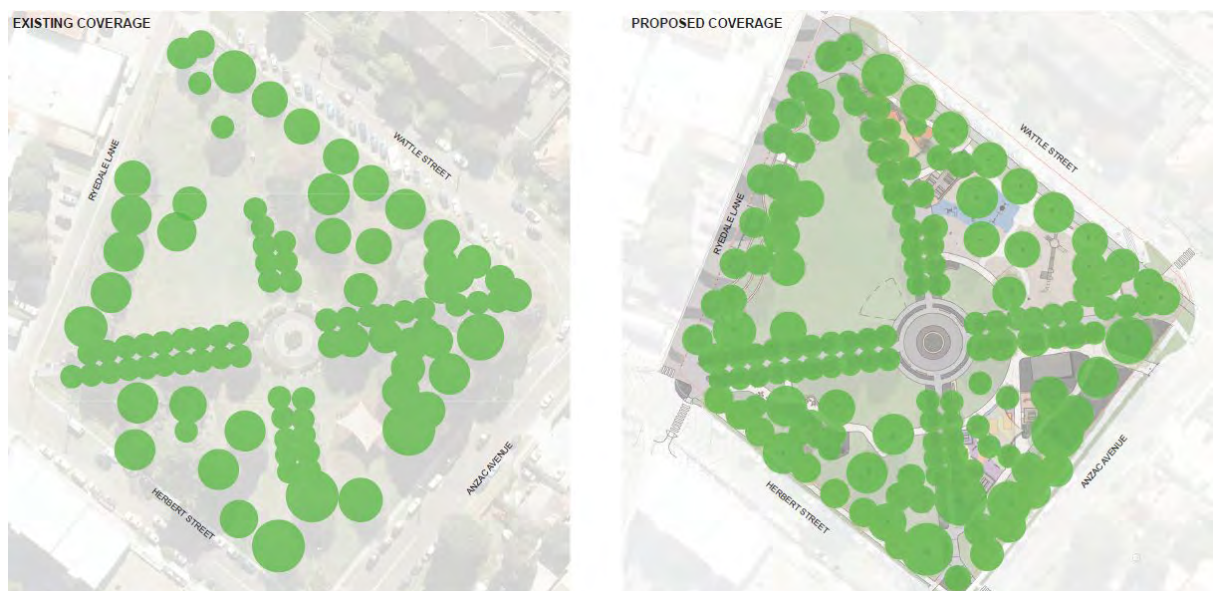 EXISTING COVERAGE
RYEDALE LANE
WATTLE STREET
HERBERT STREET
ANZAC AVENUE
PROPOSED COVERAGE
RYEDALE LANE
WATTLE STREET
HERBERT STREET
ANZAC AVENUE